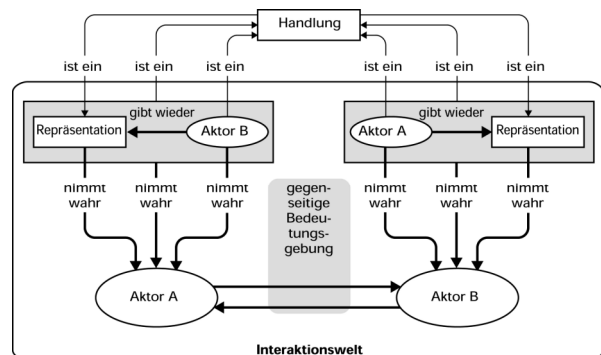 Handlung
ist ein ist ein ist ein ist ein ist ein ist ein
gibt wieder gibt wieder
Repräsentation Aktor B Aktor A Repräsentation
nimmt nimmt nimmt gegen- nimmt nimmt nimmt
wahr wahr wahr seitige wahr wahr wahr
Bedeu-
tungs-
gebung
Aktor A Aktor B
Interaktionswelt